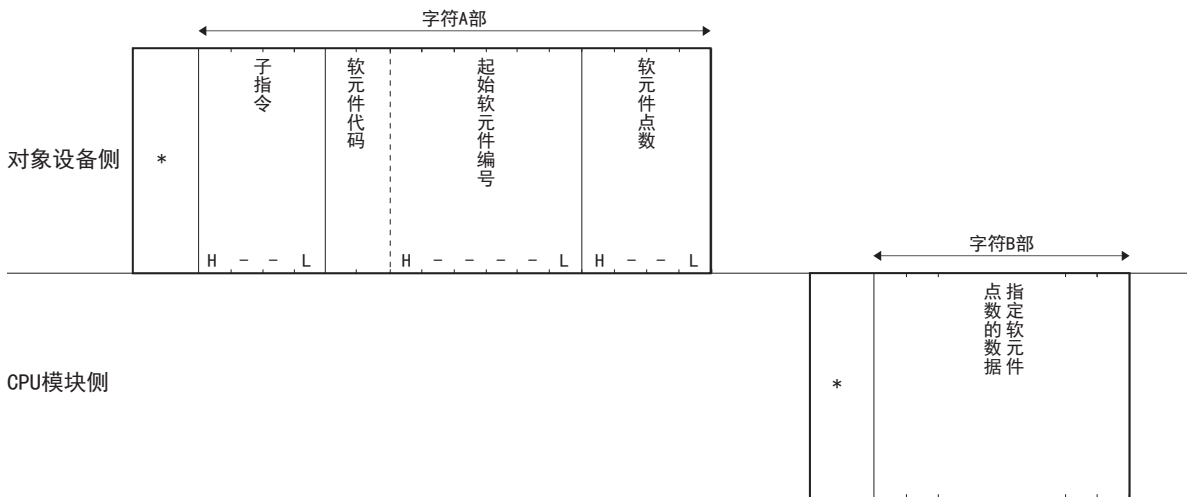 字符A部
对象设备侧
*
子指令
软元件代码
起始软元件编号
软元件点数
H - - L
H - - - - L
H - - L
字符B部
CPU模块侧
*
指定软元件
点数的数据